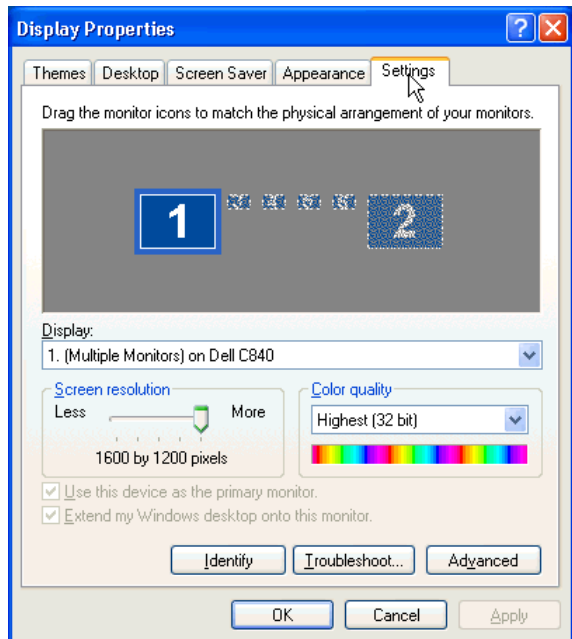 Display Properties
Themes Desktop Screen Saver Appearance Settings
Drag the monitor icons to match the physical arrangement of your monitors.
1 2
Display:
1. (Multiple Monitors) on Dell C840
Screen resolution
Less More
1600 by 1200 pixels
Color quality
Highest (32 bit)
Use this device as the primary monitor.
Extend my Windows desktop onto this monitor.
Identify Troubleshoot... Advanced
OK Cancel Apply